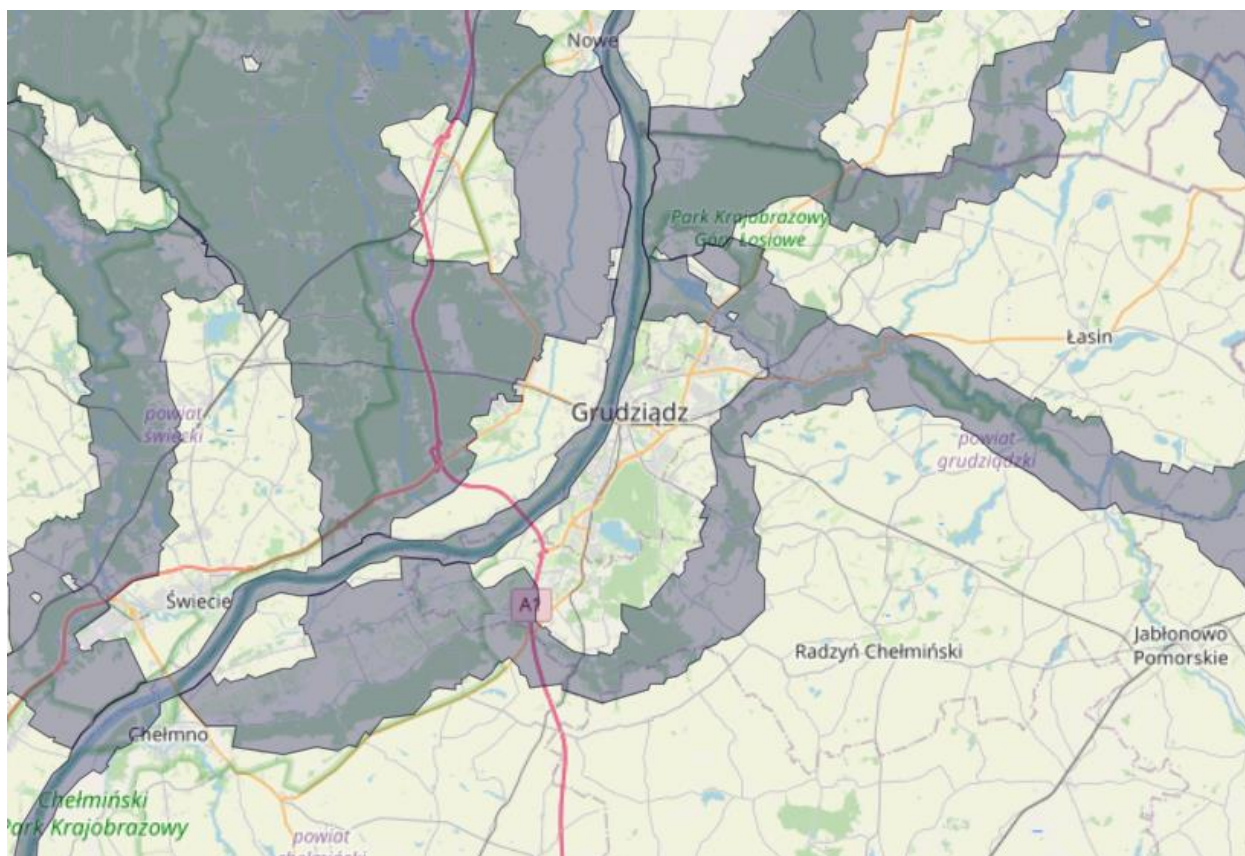 Nowe
Park Krajobrazowy
Góry Łosiowe
Łasin
Grudziądz
powiat
świecki
powiat
grudziądzki
Świecie
A1
Radzyń Chełmiński
Jabłonowo
Pomorskie
Chełmno
Chełmiński
Park Krajobrazowy
powiat
chełmiński